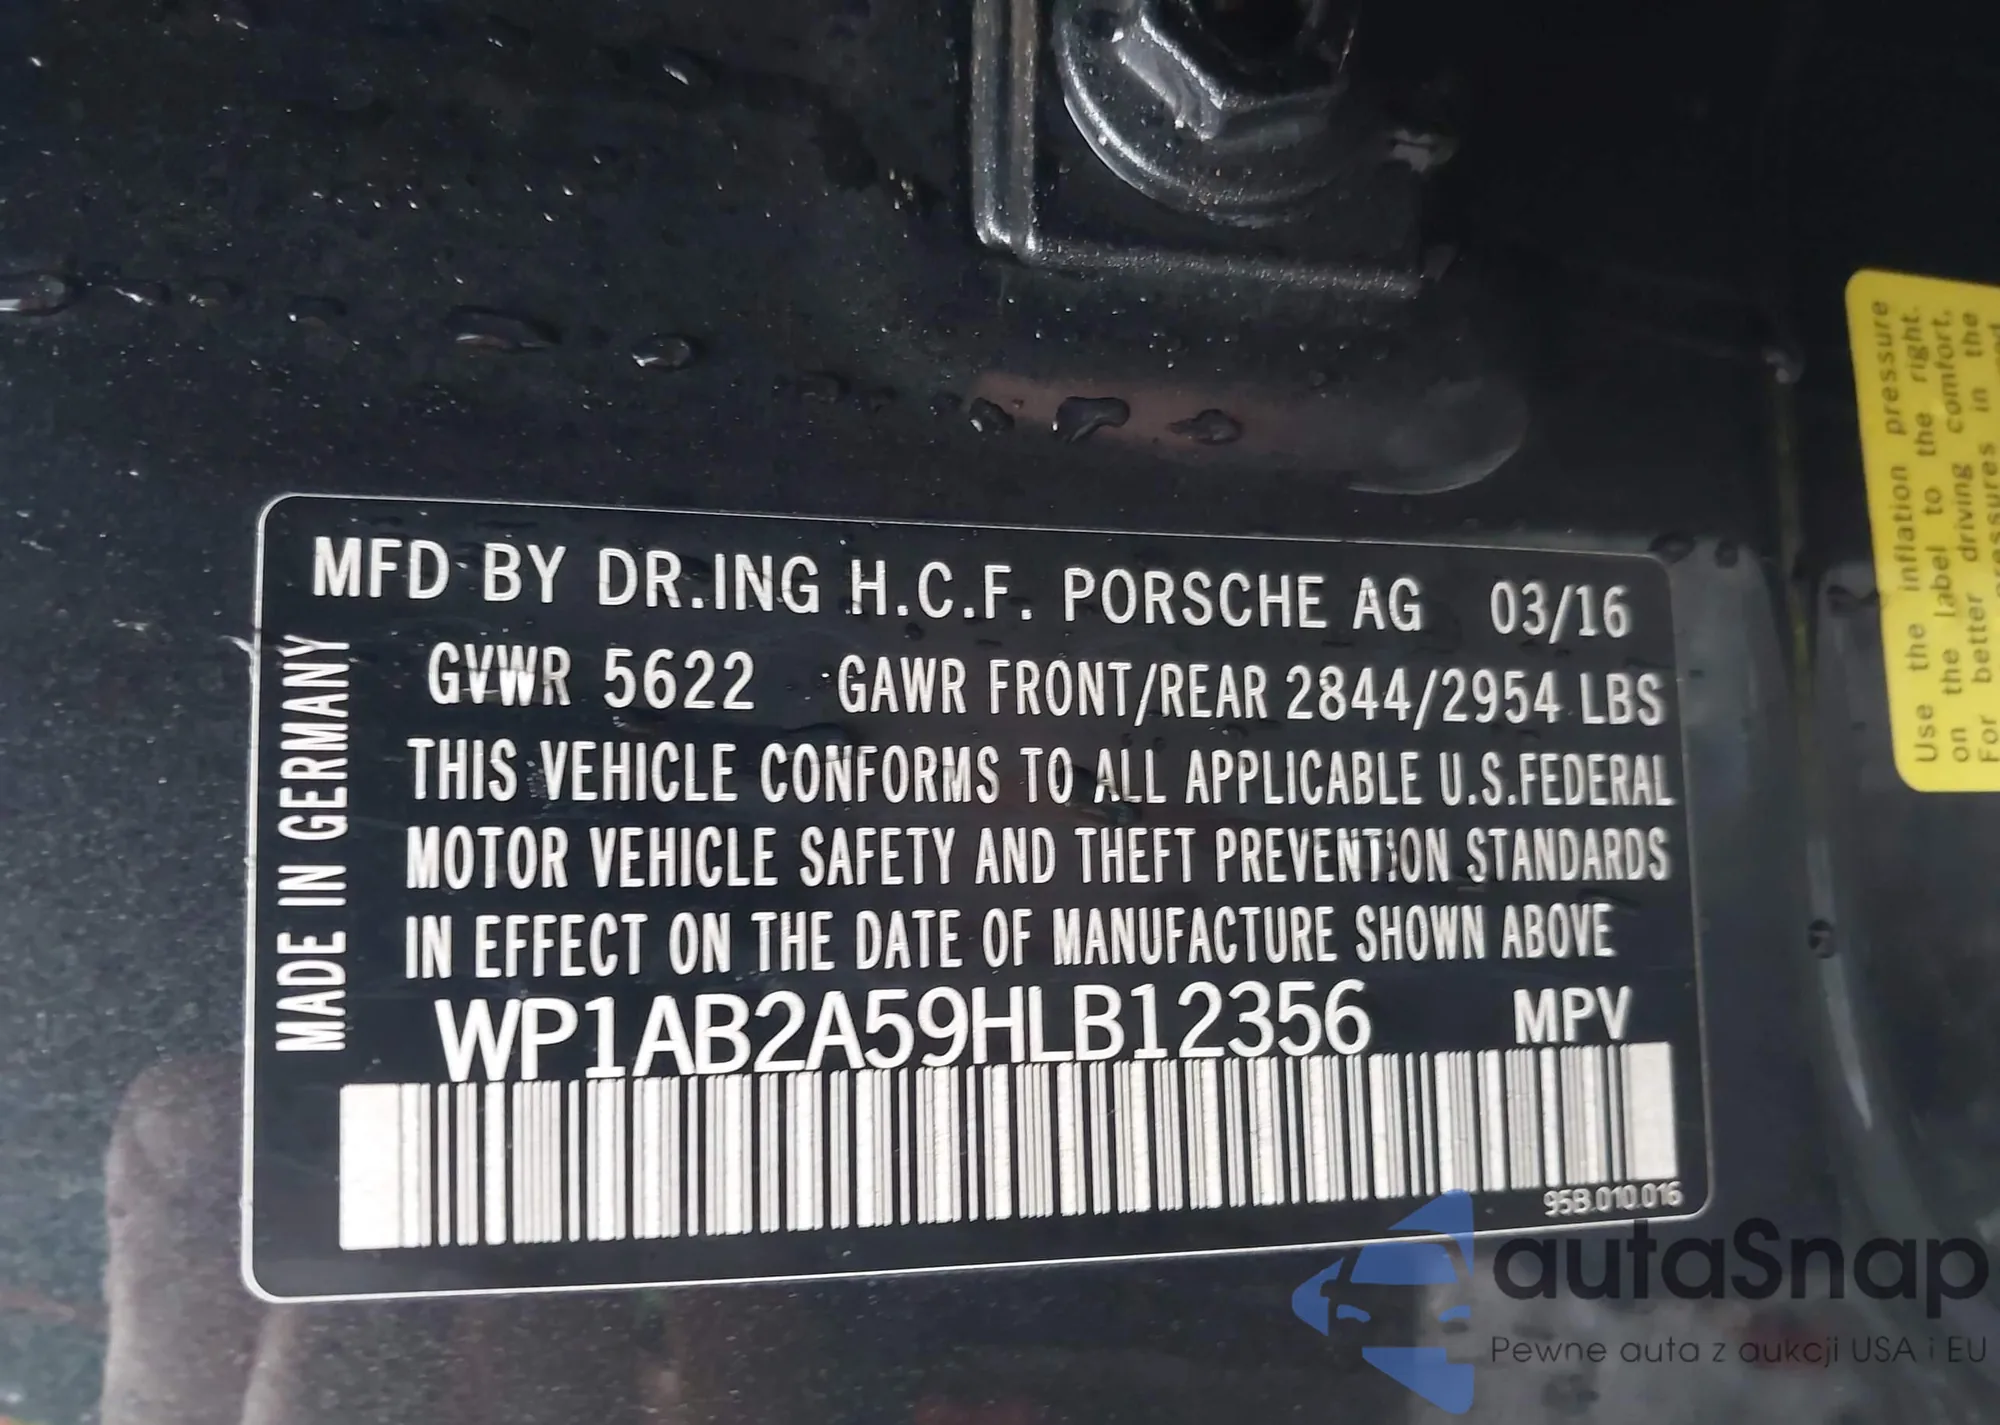 MFD BY DR.ING H.C.F. PORSCHE AG 03/16
GVWR 5622 GAWR FRONT/REAR 2844/2954 LBS
THIS VEHICLE CONFORMS TO ALL APPLICABLE U.S.FEDERAL
MOTOR VEHICLE SAFETY AND THEFT PREVENTION STANDARDS
IN EFFECT ON THE DATE OF MANUFACTURE SHOWN ABOVE
WP1AB2A59HLB12356 MPV
95B.010.016
MADE IN GERMANY
Use the inflation pressure
on the label to the right.
For better driving comfort,
pressures in the
autaSnap
Pewne auta z aukcji USA i EU